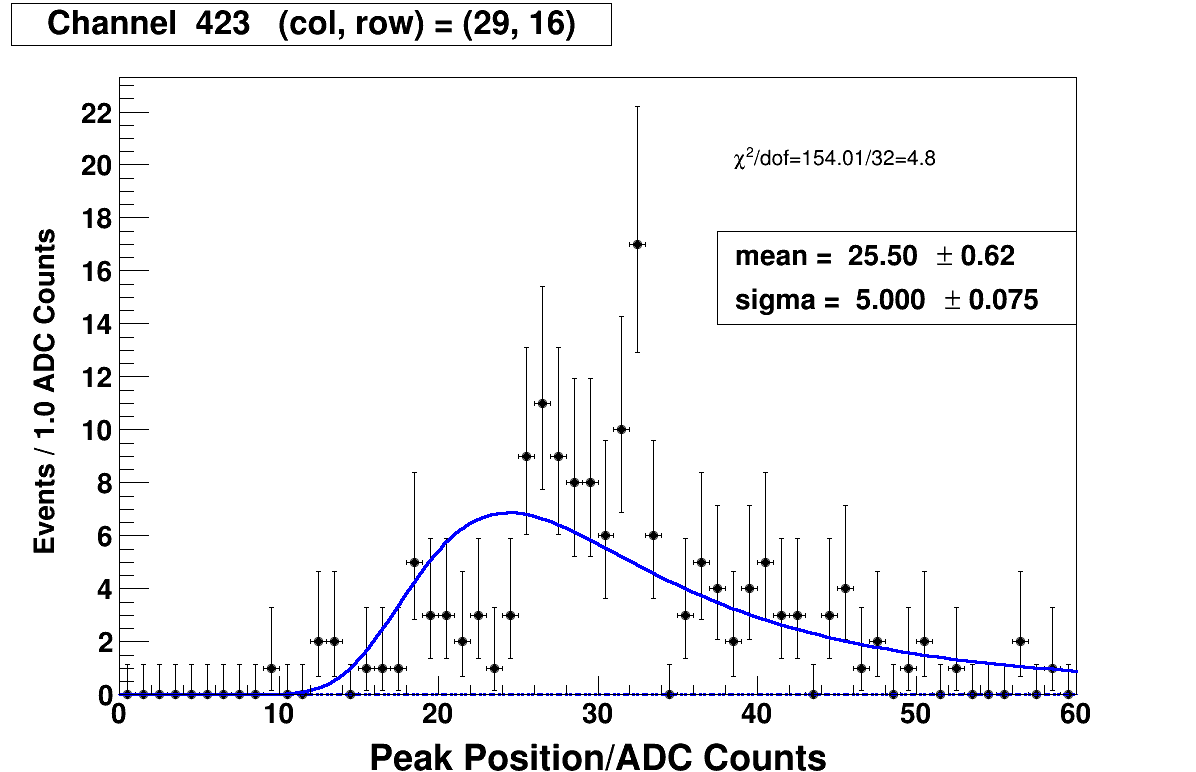 Channel 423 (col, row) = (29, 16)
22
20
18
16
14
12
10
8
6
4
2
0
Events / 1.0 ADC Counts
χ²/dof=154.01/32=4.8
mean = 25.50 ± 0.62
sigma = 5.000 ± 0.075
0 10 20 30 40 50 60
Peak Position/ADC Counts